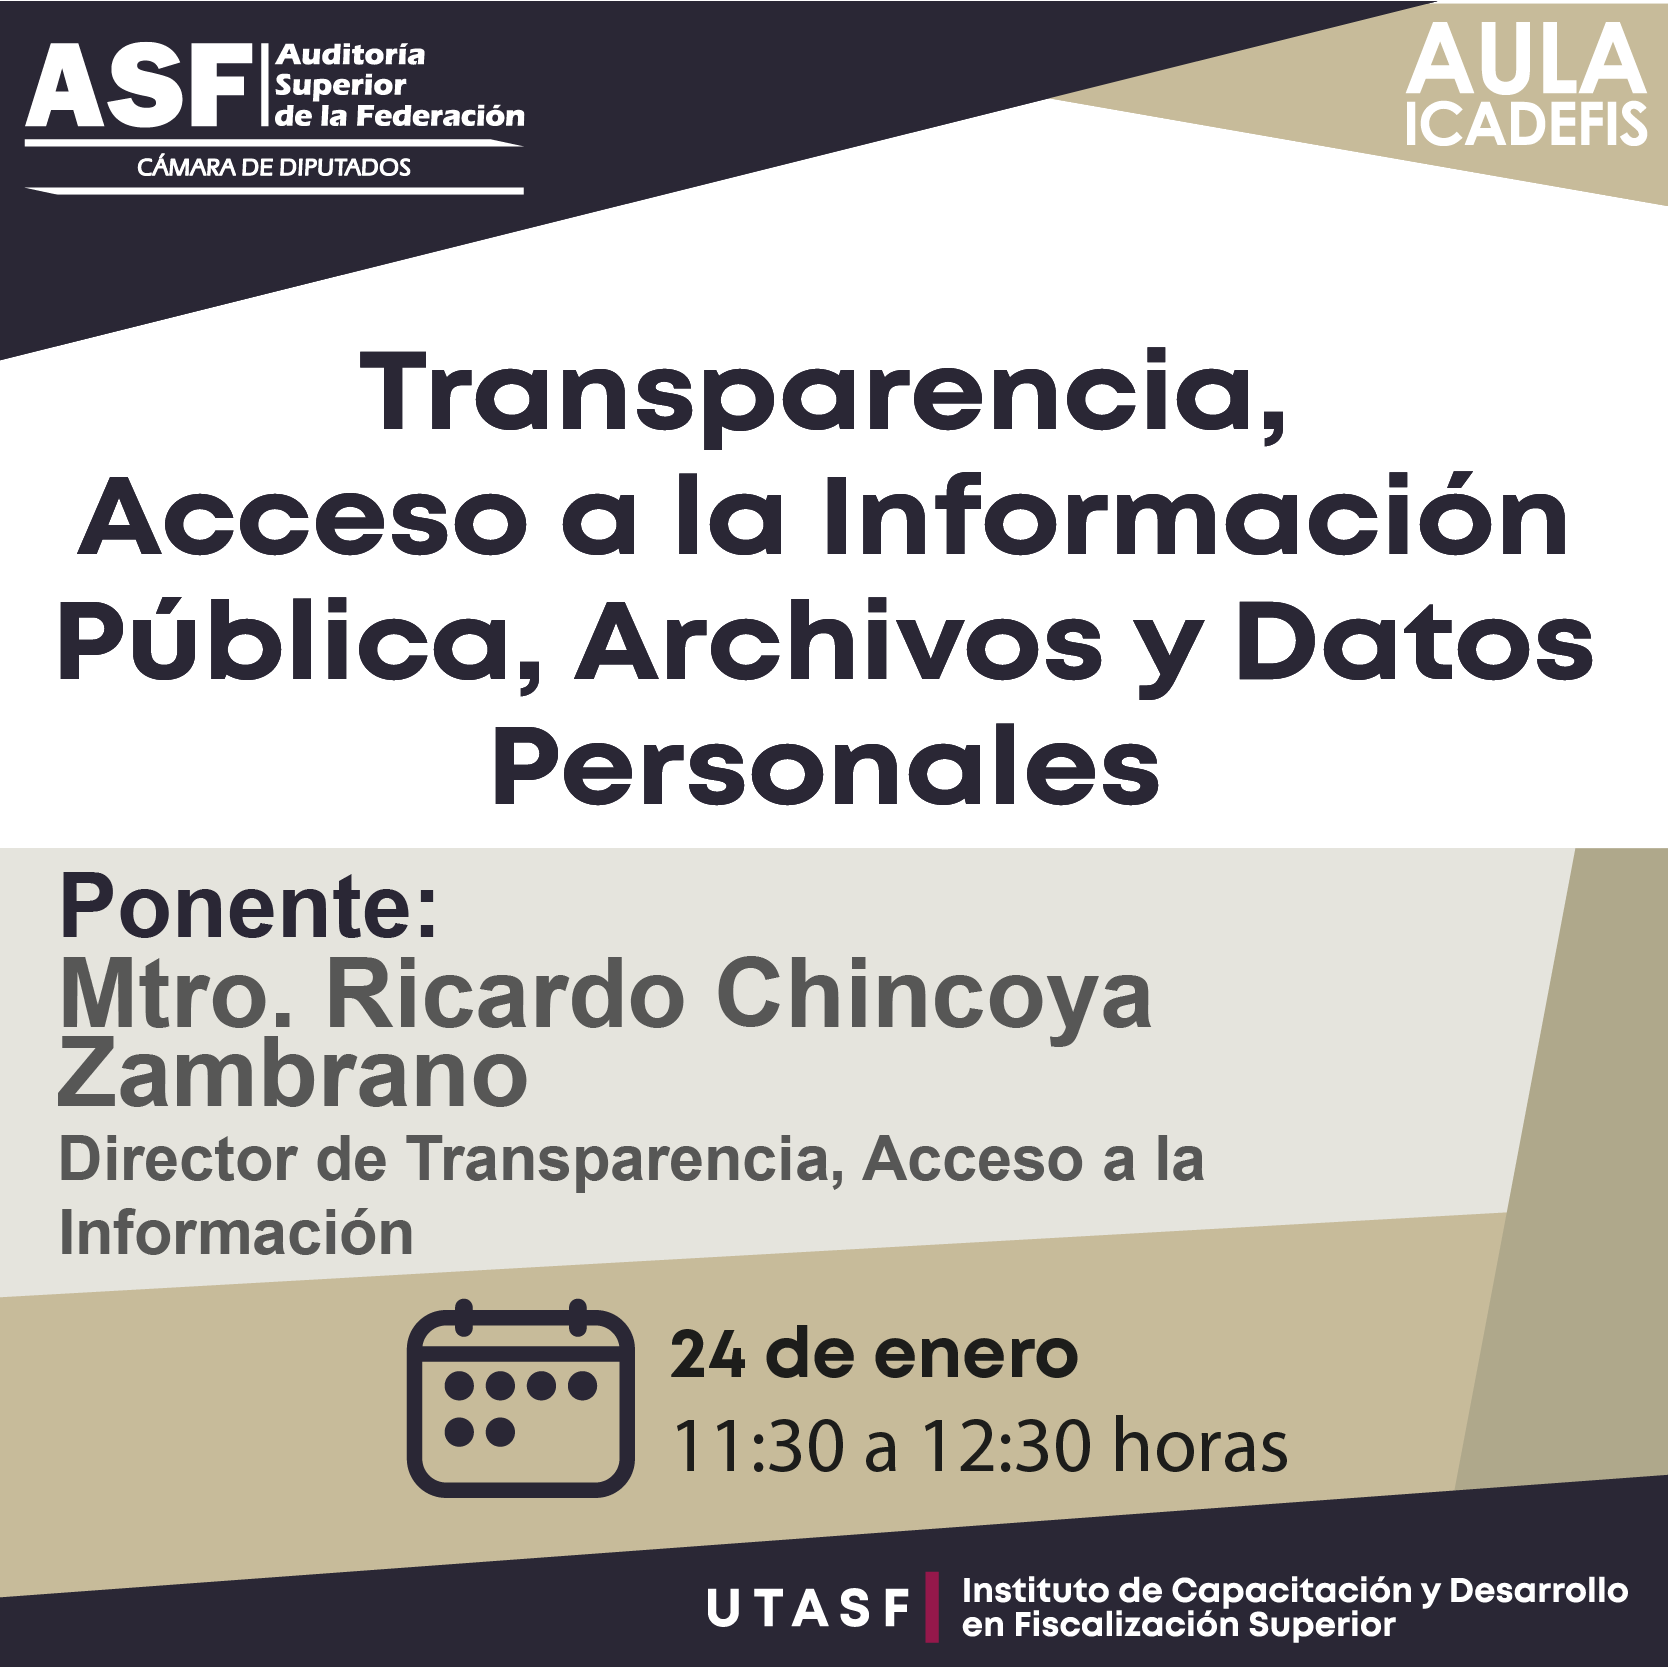 ASF
Auditoría
Superior
de la Federación
CÁMARA DE DIPUTADOS
AULA
ICADEFIS
Transparencia,
Acceso a la Información
Pública, Archivos y Datos
Personales
Ponente:
Mtro. Ricardo Chincoya
Zambrano
Director de Transparencia, Acceso a la
Información
24 de enero
11:30 a 12:30 horas
UTASF
Instituto de Capacitación y Desarrollo
en Fiscalización Superior